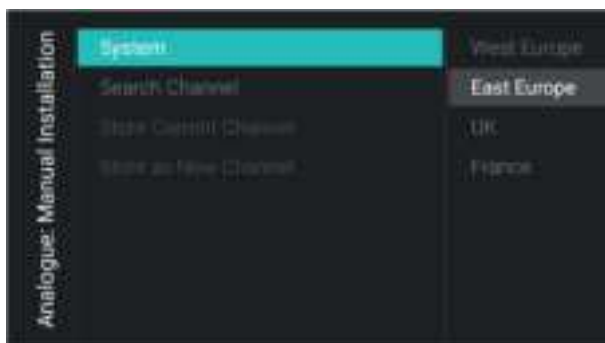 Analogue: Manual Installation
System
Search Channel
Store Current Channel
Store as New Channel
West Europe
East Europe
UK
France